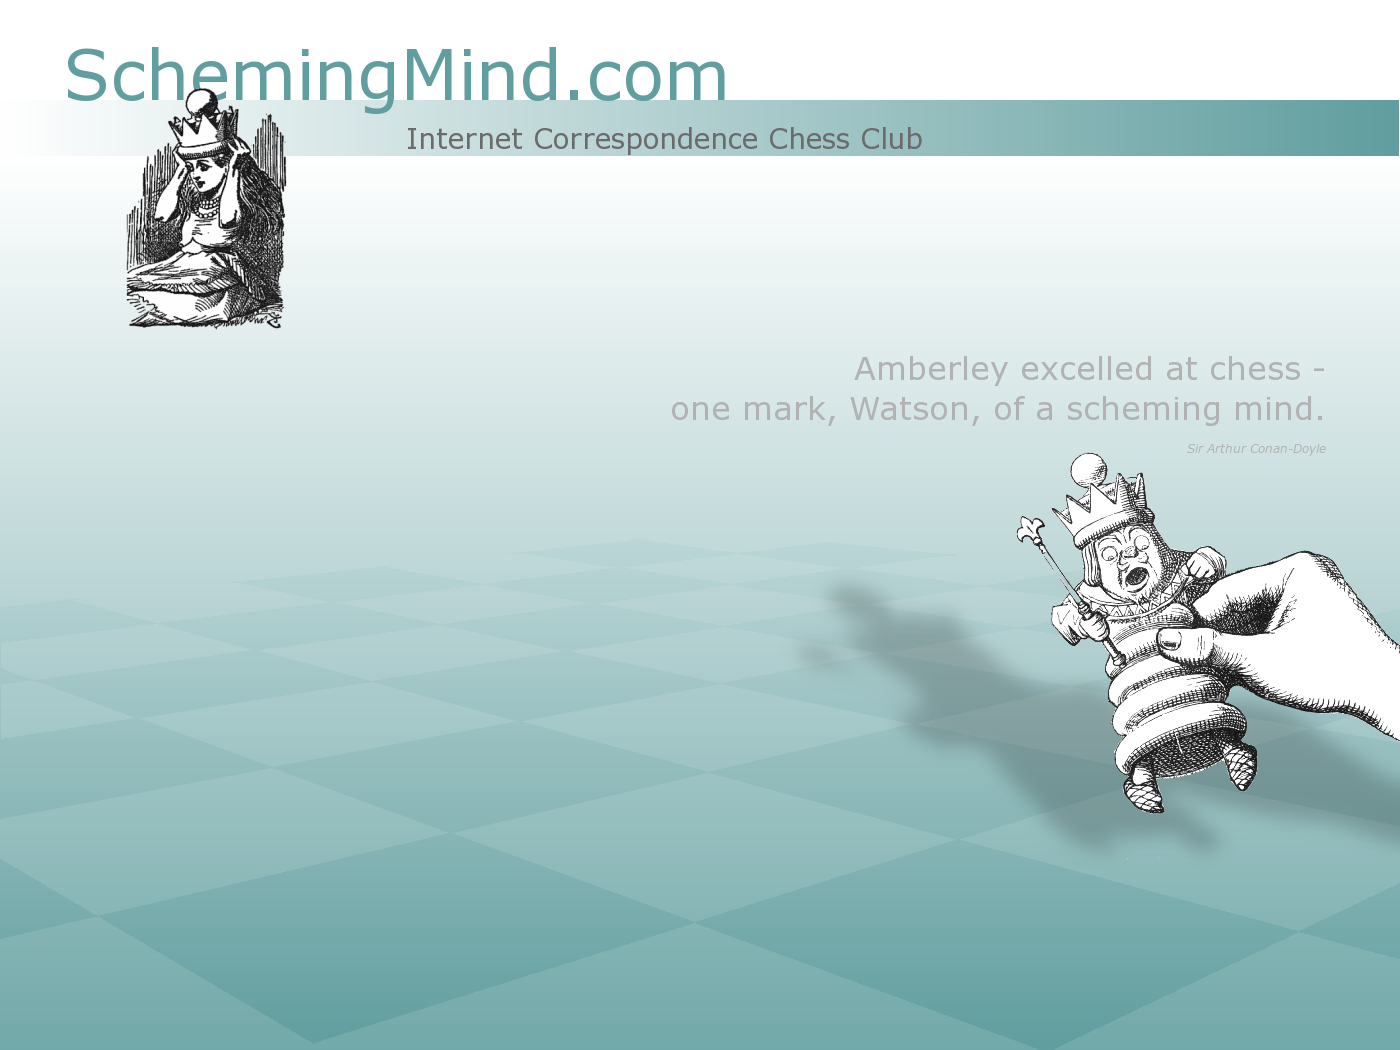 SchemingMind.com
Internet Correspondence Chess Club
Amberley excelled at chess -
one mark, Watson, of a scheming mind.
Sir Arthur Conan-Doyle